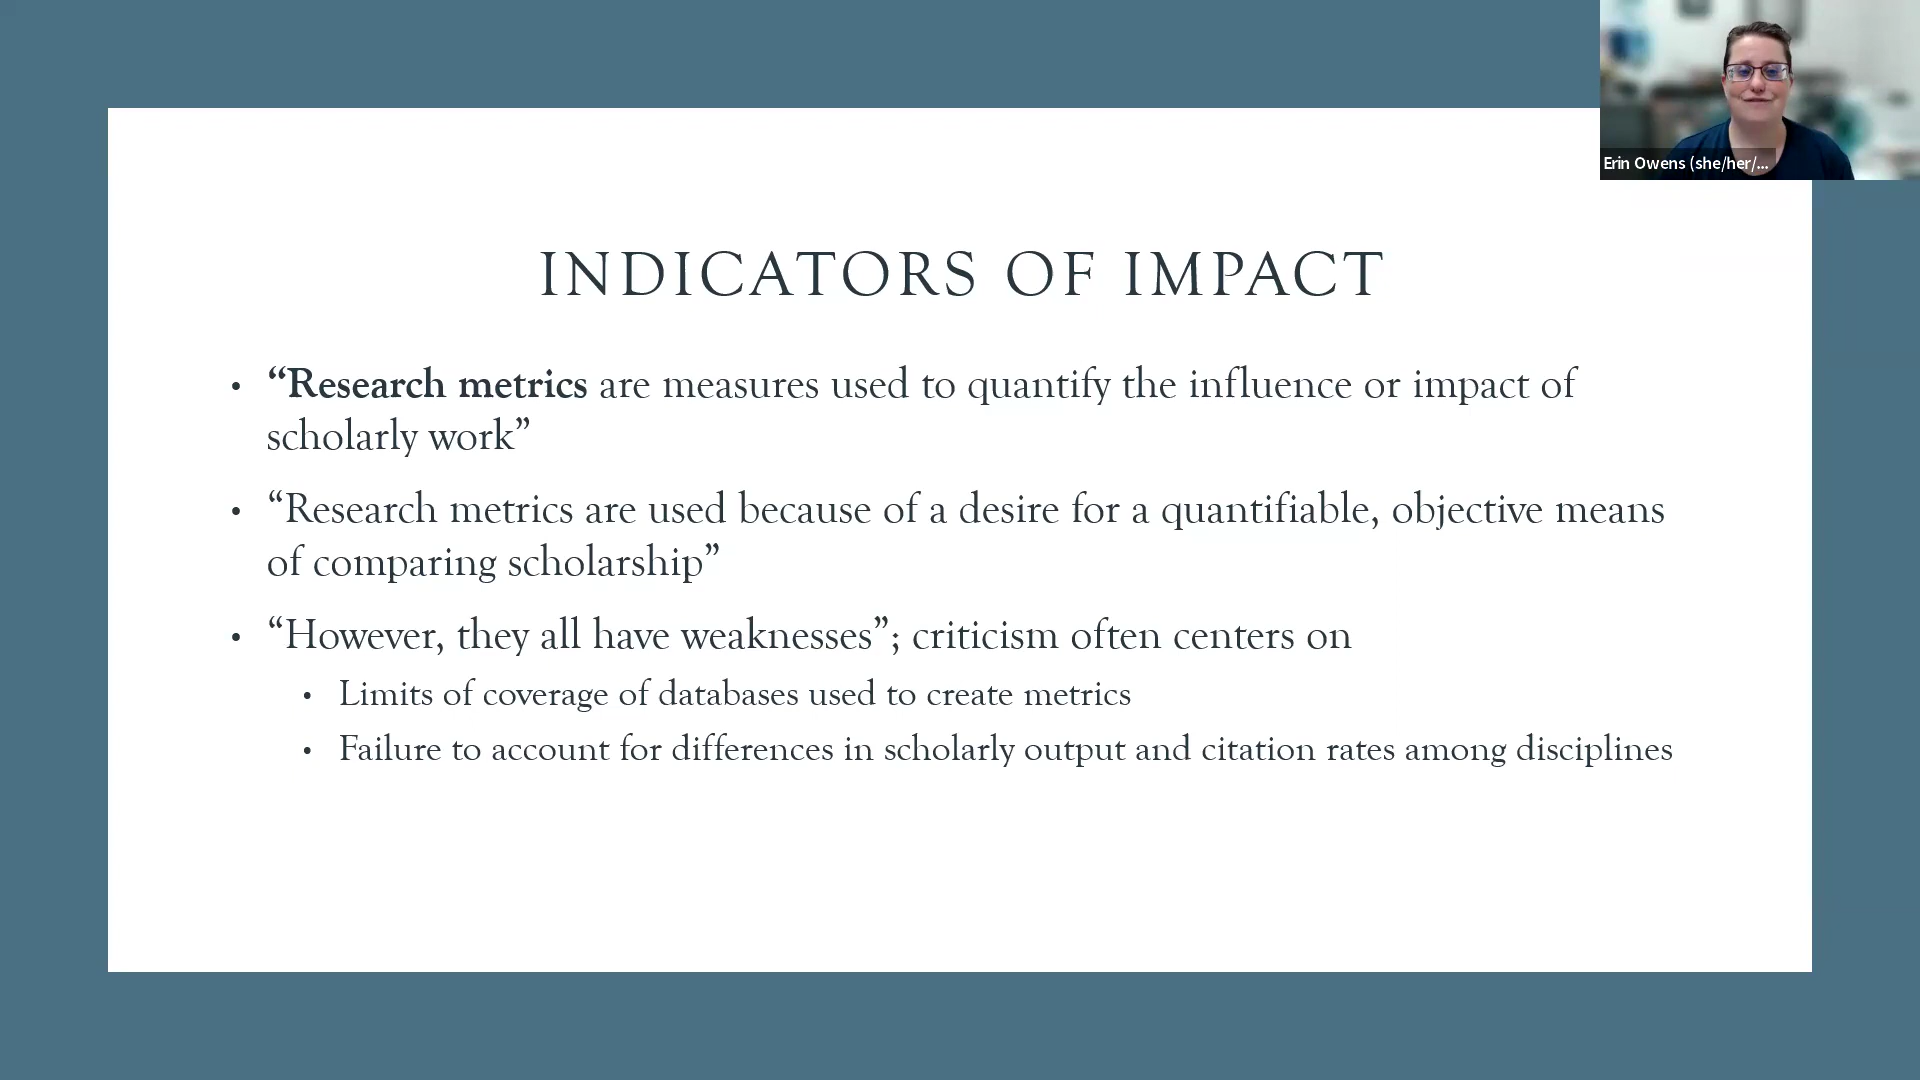 Erin Owens (she/her/...
INDICATORS OF IMPACT
• “Research metrics are measures used to quantify the influence or impact of
scholarly work”
• “Research metrics are used because of a desire for a quantifiable, objective means
of comparing scholarship”
• “However, they all have weaknesses”; criticism often centers on
• Limits of coverage of databases used to create metrics
• Failure to account for differences in scholarly output and citation rates among disciplines